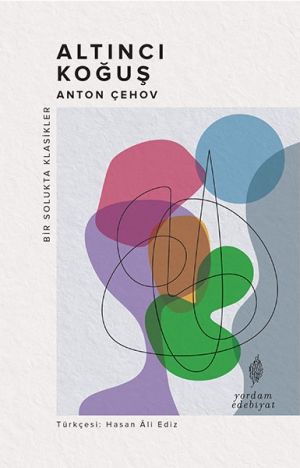 ALTINCI
KOĞUŞ
ANTON ÇEHOV
BİR SOLUKTA KLASİKLER
yordam
edebiyat
Türkçesi: Hasan Âli Ediz